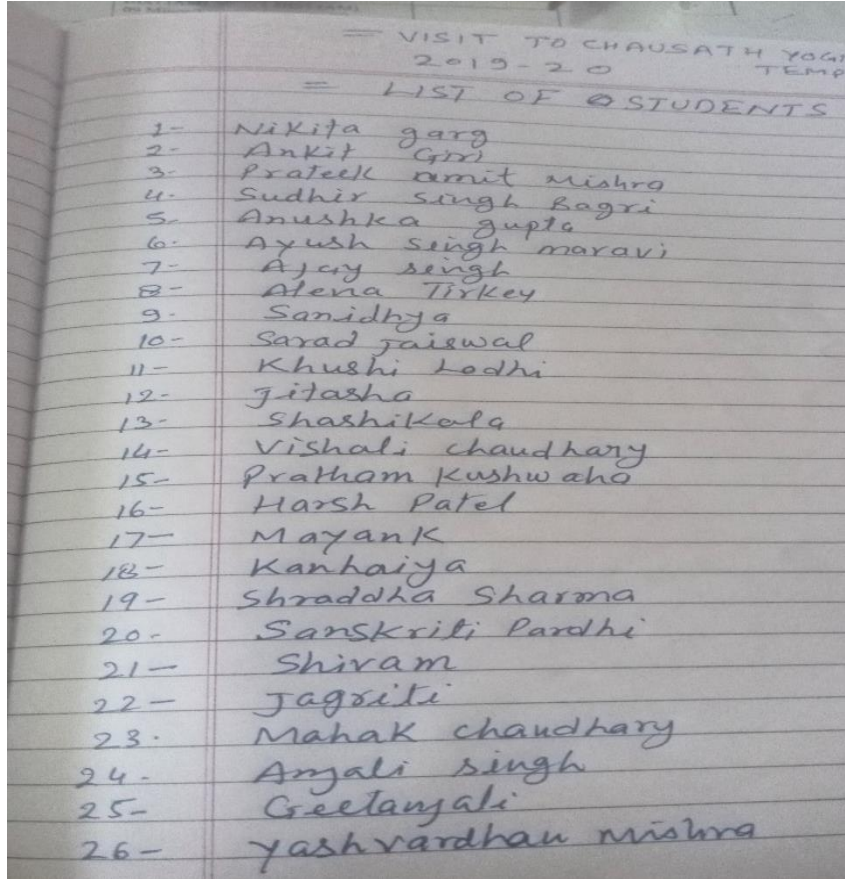 = VISIT TO CHAUSATH YOGI
2019-20 TEMP
= LIST OF STUDENTS
1- Nikita garg
2- Ankit Giri
3- Prateek amit Mishra
4- Sudhir singh Bagri
5- Anushka gupta
6- Ayush singh maravi
7- Ajay singh
8- Alena Tirkey
9- Sanidhya
10- Sarad jaiswal
11- Khushi Lodhi
12- Jitasha
13- Shashikala
14- Vishali chaudhary
15- Pratham Kushwaha
16- Harsh Patel
17- Mayank
18- Kanhaiya
19- Shraddha Sharma
20- Sanskriti Pardhi
21- Shivam
22- Jagriti
23. Mahak chaudhary
24- Anjali singh
25- Geetanjali
26- Yashvardhan Mishra